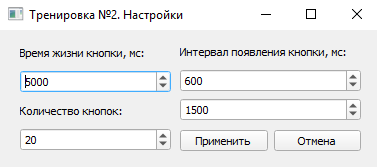 Тренировка №2. Настройки
Время жизни кнопки, мс:
Интервал появления кнопки, мс:
5000
600
Количество кнопок:
1500
20
Применить
Отмена